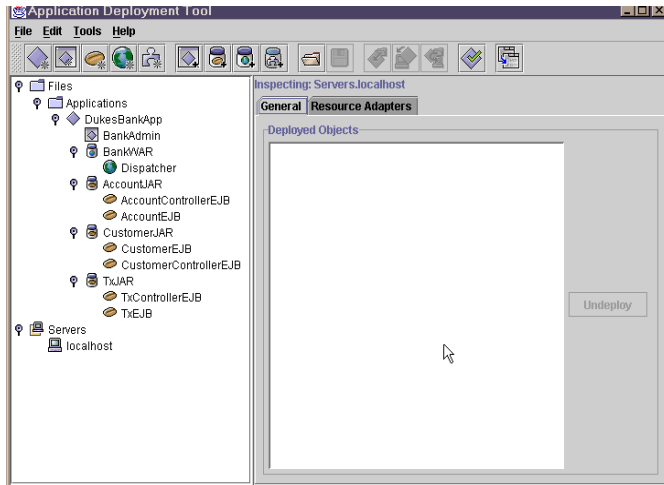 Application Deployment Tool
File Edit Tools Help
Files
Applications
DukesBankApp
BankAdmin
BankWAR
Dispatcher
AccountJAR
AccountControllerEJB
AccountEJB
CustomerJAR
CustomerEJB
CustomerControllerEJB
TxJAR
TxControllerEJB
TxEJB
Servers
localhost
Inspecting: Servers.localhost
General Resource Adapters
Deployed Objects
Undeploy